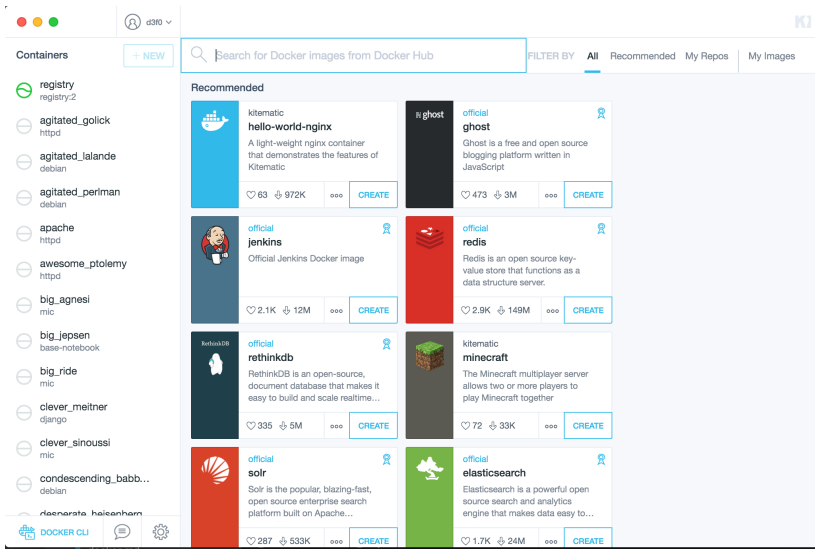 d3f0
Containers
+ NEW
registry
registry:2
agitated_golick
httpd
agitated_lalande
debian
agitated_perlman
debian
apache
httpd
awesome_ptolemy
httpd
big_agnesi
mic
big_jepsen
base-notebook
big_ride
mic
clever_meitner
django
clever_sinoussi
mic
condescending_babb...
debian
desperate_heisenberg
DOCKER CLI
Search for Docker images from Docker Hub
FILTER BY All Recommended My Repos My Images
Recommended
kitematic
hello-world-nginx
A light-weight nginx container
that demonstrates the features of
Kitematic
63 972K CREATE
ghost
official
ghost
Ghost is a free and open source
blogging platform written in
JavaScript
473 3M CREATE
official
jenkins
Official Jenkins Docker image
2.1K 12M CREATE
official
redis
Redis is an open source key-
value store that functions as a
data structure server.
2.9K 149M CREATE
RethinkDB
official
rethinkdb
RethinkDB is an open-source,
document database that makes it
easy to build and scale realtime...
335 5M CREATE
kitematic
minecraft
The Minecraft multiplayer server
allows two or more players to
play Minecraft together
72 33K CREATE
official
solr
Solr is the popular, blazing-fast,
open source enterprise search
platform built on Apache...
287 533K CREATE
official
elasticsearch
Elasticsearch is a powerful open
source search and analytics
engine that makes data easy to...
1.7K 24M CREATE